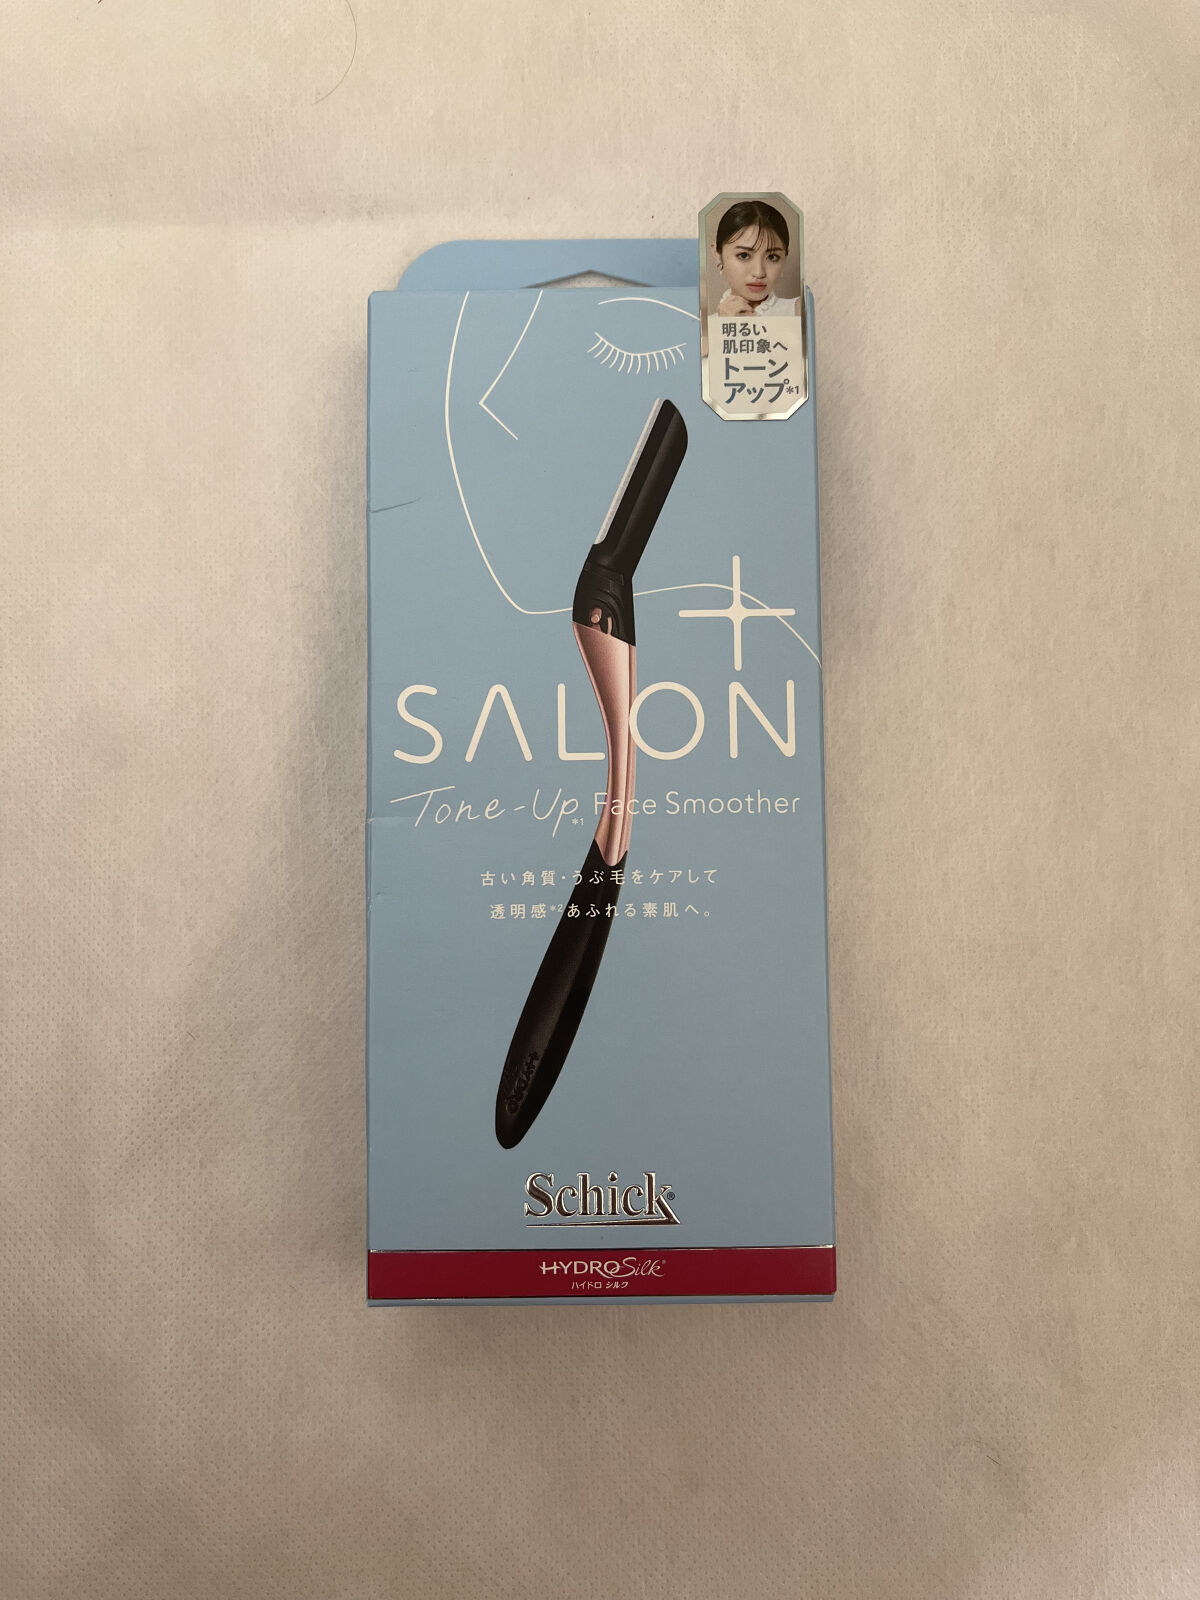 明るい
肌印象へ
トーン
アップ*1
SALON
Tone-Up*1 Face Smoother
古い角質・うぶ毛をケアして
透明感*2あふれる素肌へ。
HYDRO
Schick®
HYDROSilk®
ハイドロ シルク